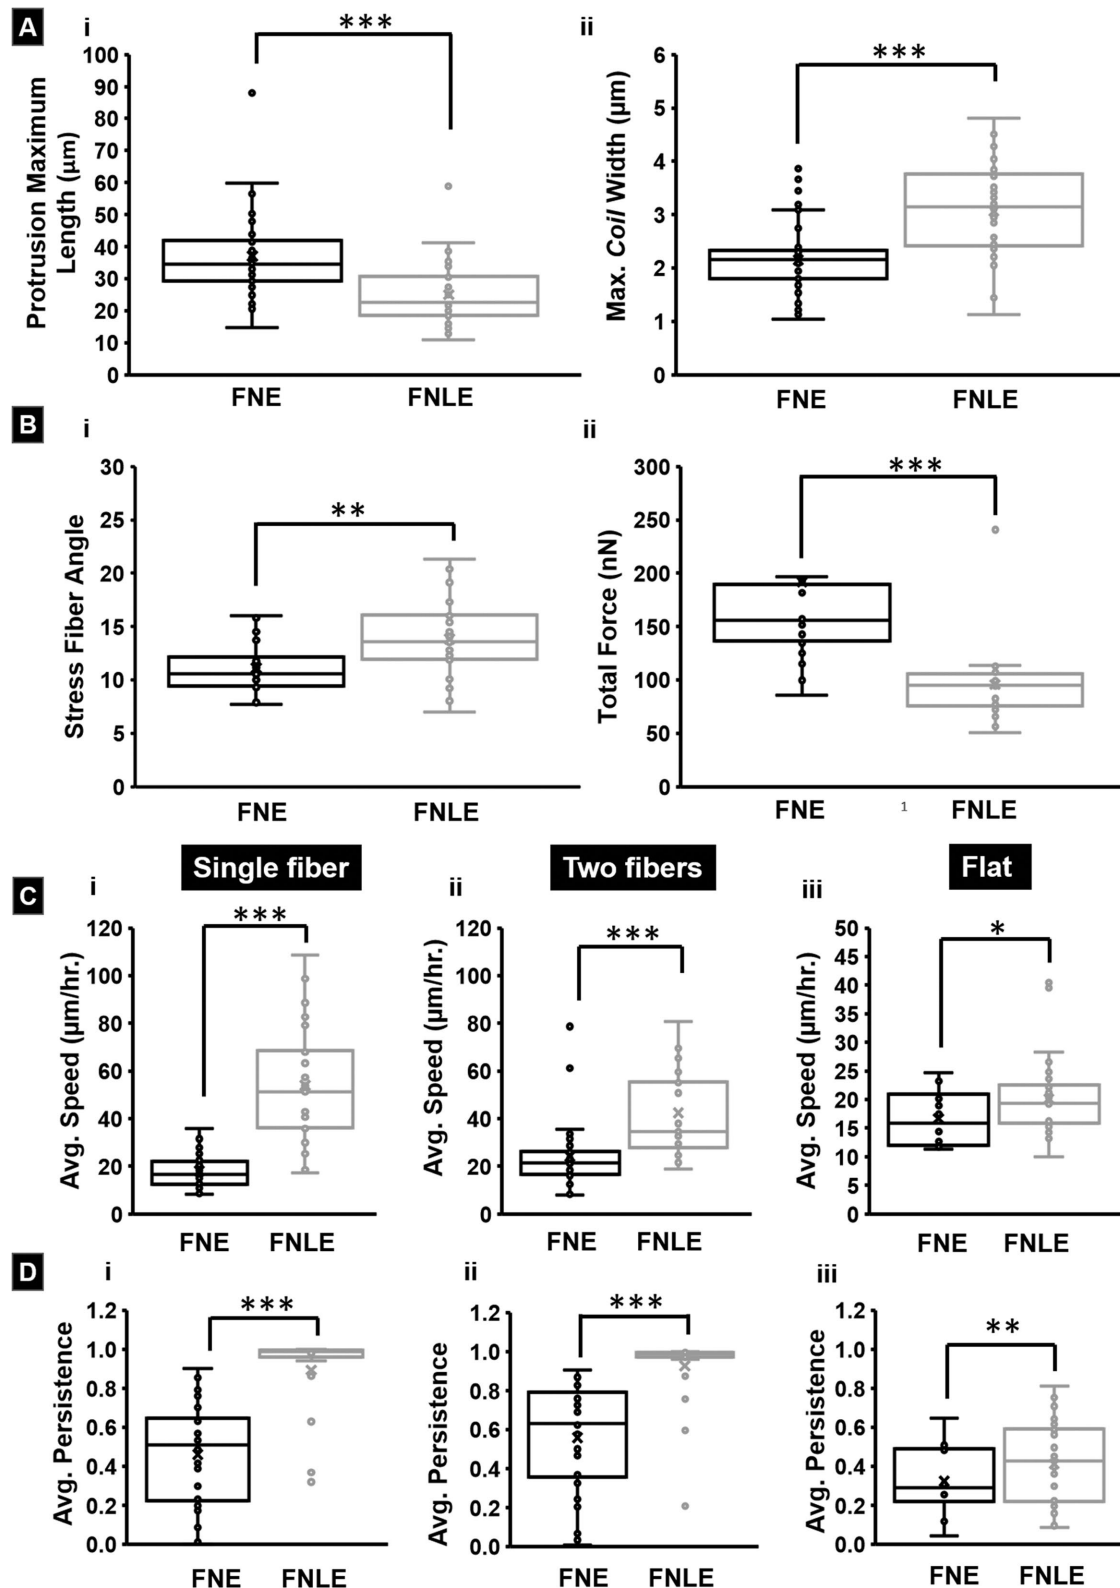 A
i
***
Protrusion Maximum
Length (µm)
100
90
80
70
60
50
40
30
20
10
0
FNE
FNLE
ii
***
Max. Coil Width (µm)
6
5
4
3
2
1
0
FNE
FNLE
B
i
**
Stress Fiber Angle
30
25
20
15
10
5
0
FNE
FNLE
ii
***
Total Force (nN)
300
250
200
150
100
50
0
FNE
1
FNLE
C
i
Single fiber
***
Avg. Speed (µm/hr.)
120
100
80
60
40
20
0
FNE
FNLE
ii
Two fibers
***
Avg. Speed (µm/hr.)
120
100
80
60
40
20
0
FNE
FNLE
iii
Flat
*
Avg. Speed (µm/hr.)
50
45
40
35
30
25
20
15
10
5
0
FNE
FNLE
D
i
***
Avg. Persistence
1.2
1.0
0.8
0.6
0.4
0.2
0.0
FNE
FNLE
ii
***
Avg. Persistence
1.2
1.0
0.8
0.6
0.4
0.2
0.0
FNE
FNLE
iii
**
Avg. Persistence
1.2
1.0
0.8
0.6
0.4
0.2
0.0
FNE
FNLE